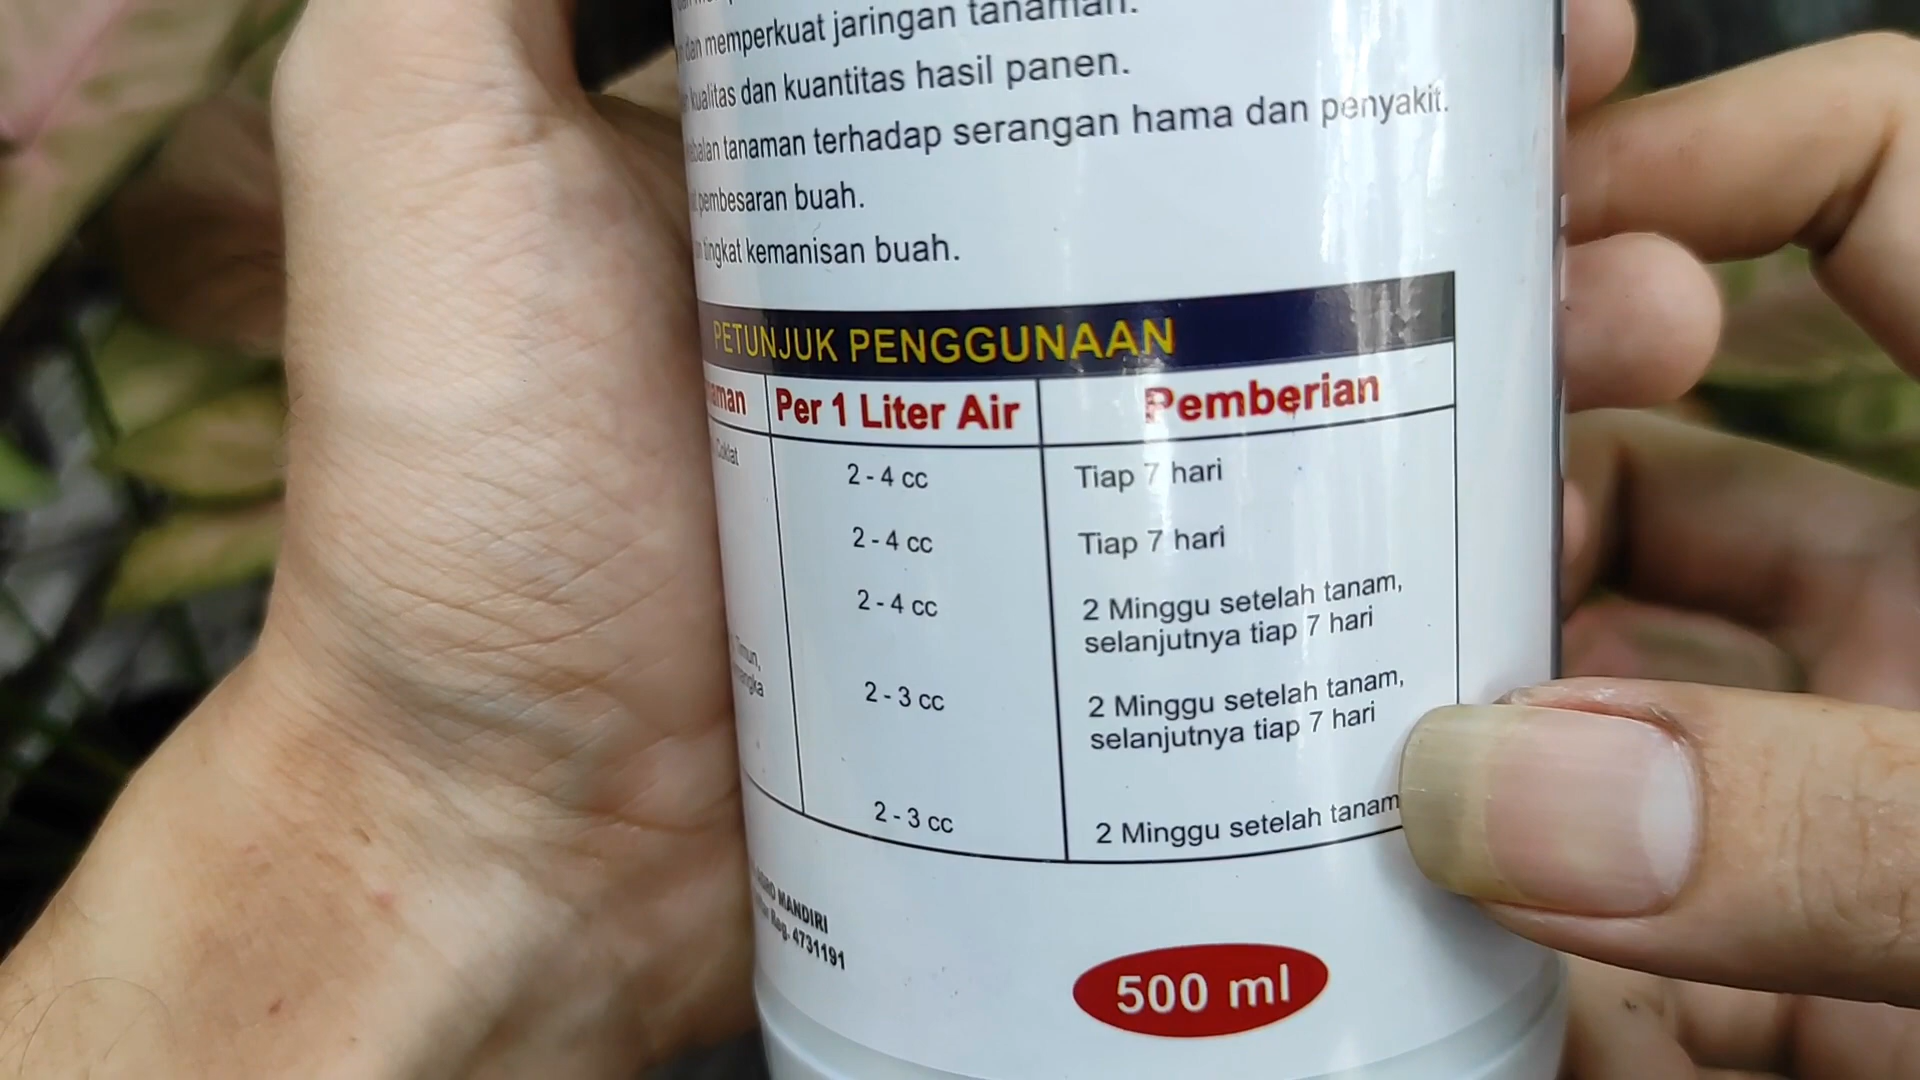 dan memperkuat jaringan tanaman.
kualitas dan kuantitas hasil panen.
tanaman terhadap serangan hama dan penyakit.
pembesaran buah.
tingkat kemanisan buah.
PETUNJUK PENGGUNAAN
Per 1 Liter Air Pemberian
Coklat
2 - 4 cc Tiap 7 hari
2 - 4 cc Tiap 7 hari
2 - 4 cc 2 Minggu setelah tanam,
selanjutnya tiap 7 hari
Timun,
2 - 3 cc 2 Minggu setelah tanam,
selanjutnya tiap 7 hari
2 - 3 cc 2 Minggu setelah tanam
MANDIRI
Reg. 4731191
500 ml